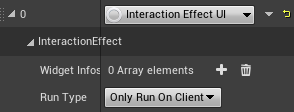 0 Interaction Effect UI
InteractionEffect
Widget Infos 0 Array elements
Run Type Only Run On Client